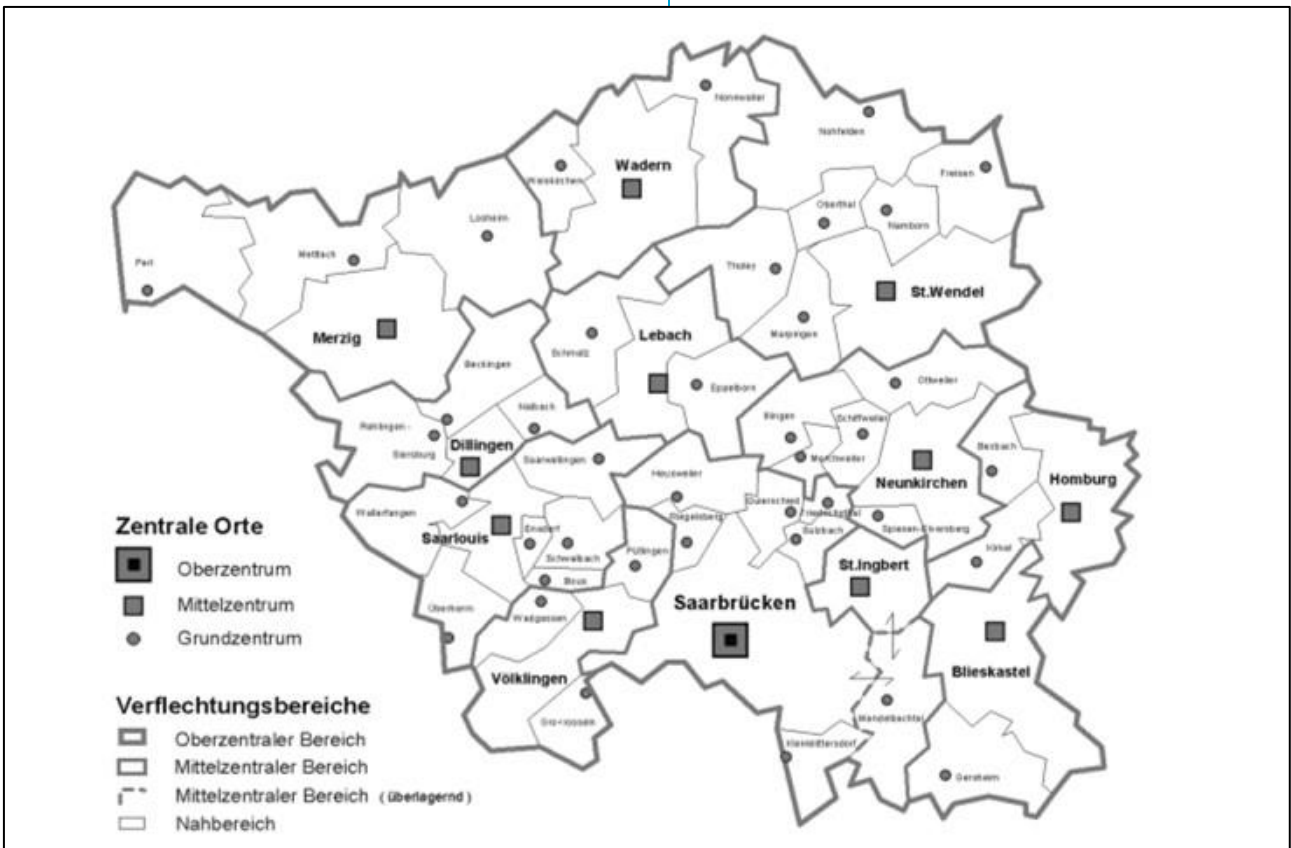 Nonnweiler
Nohfelden
Wadern
Weiskirchen
Freisen
Oberthal
Namborn
Losheim
Mettlach
Perl
Tholey
St.Wendel
Marpingen
Merzig
Lebach
Schmelz
Beckingen
Eppelborn
Ottweiler
Nalbach
Illingen
Schiffweiler
Rehlingen -
Siersburg
Dillingen
Saarwellingen
Merchweiler
Bexbach
Heusweiler
Neunkirchen
Homburg
Quierschied
Friedrichsthal
Wallerfangen
Riegelsberg
Sulzbach
Spiesen-Elversberg
Zentrale Orte
Saarlouis
Ensdorf
Schwalbach
Püttlingen
Kirkel
Oberzentrum
St.Ingbert
Bous
Mittelzentrum
Saarbrücken
Überherrn
Wadgassen
Grundzentrum
Völklingen
Blieskastel
Verflechtungsbereiche
Grossrosseln
Mandelbachtal
Oberzentraler Bereich
Kleinblittersdorf
Mittelzentraler Bereich
Gersheim
Mittelzentraler Bereich ( überlagernd )
Nahbereich